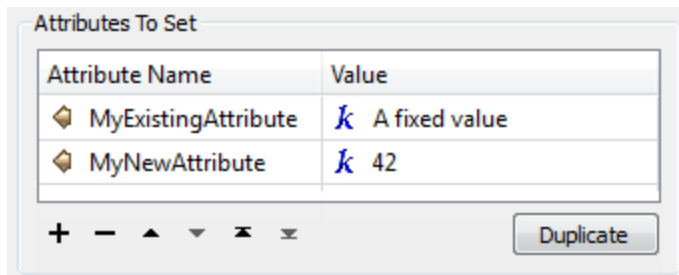 Attributes To Set
Attribute Name Value
MyExistingAttribute k A fixed value
MyNewAttribute k 42
Duplicate